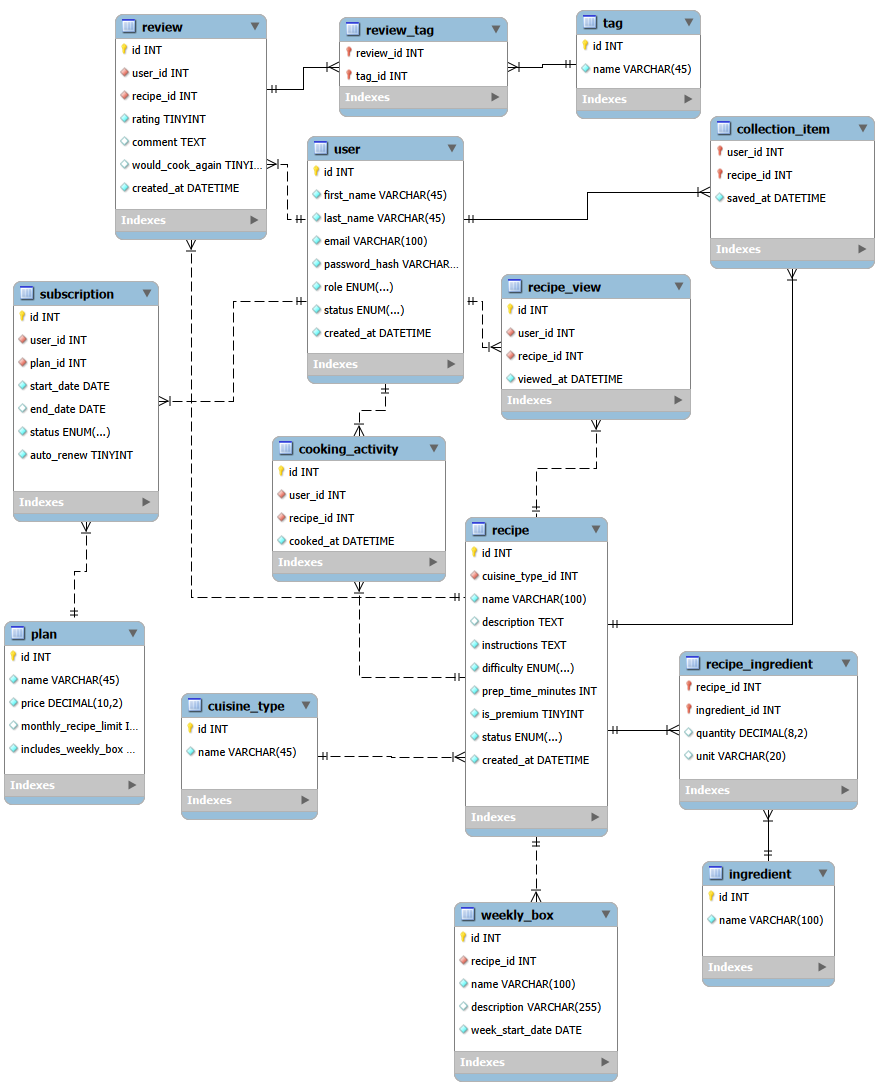 review
id INT
user_id INT
recipe_id INT
rating TINYINT
comment TEXT
would_cook_again TINYI...
created_at DATETIME
Indexes
review_tag
review_id INT
tag_id INT
Indexes
tag
id INT
name VARCHAR(45)
Indexes
collection_item
user_id INT
recipe_id INT
saved_at DATETIME
Indexes
user
id INT
first_name VARCHAR(45)
last_name VARCHAR(45)
email VARCHAR(100)
password_hash VARCHAR...
role ENUM(...)
status ENUM(...)
created_at DATETIME
Indexes
recipe_view
id INT
user_id INT
recipe_id INT
viewed_at DATETIME
Indexes
subscription
id INT
user_id INT
plan_id INT
start_date DATE
end_date DATE
status ENUM(...)
auto_renew TINYINT
Indexes
cooking_activity
id INT
user_id INT
recipe_id INT
cooked_at DATETIME
Indexes
recipe
id INT
cuisine_type_id INT
name VARCHAR(100)
description TEXT
instructions TEXT
difficulty ENUM(...)
prep_time_minutes INT
is_premium TINYINT
status ENUM(...)
created_at DATETIME
Indexes
plan
id INT
name VARCHAR(45)
price DECIMAL(10,2)
monthly_recipe_limit I...
includes_weekly_box ...
Indexes
cuisine_type
id INT
name VARCHAR(45)
Indexes
recipe_ingredient
recipe_id INT
ingredient_id INT
quantity DECIMAL(8,2)
unit VARCHAR(20)
Indexes
ingredient
id INT
name VARCHAR(100)
Indexes
weekly_box
id INT
recipe_id INT
name VARCHAR(100)
description VARCHAR(255)
week_start_date DATE
Indexes